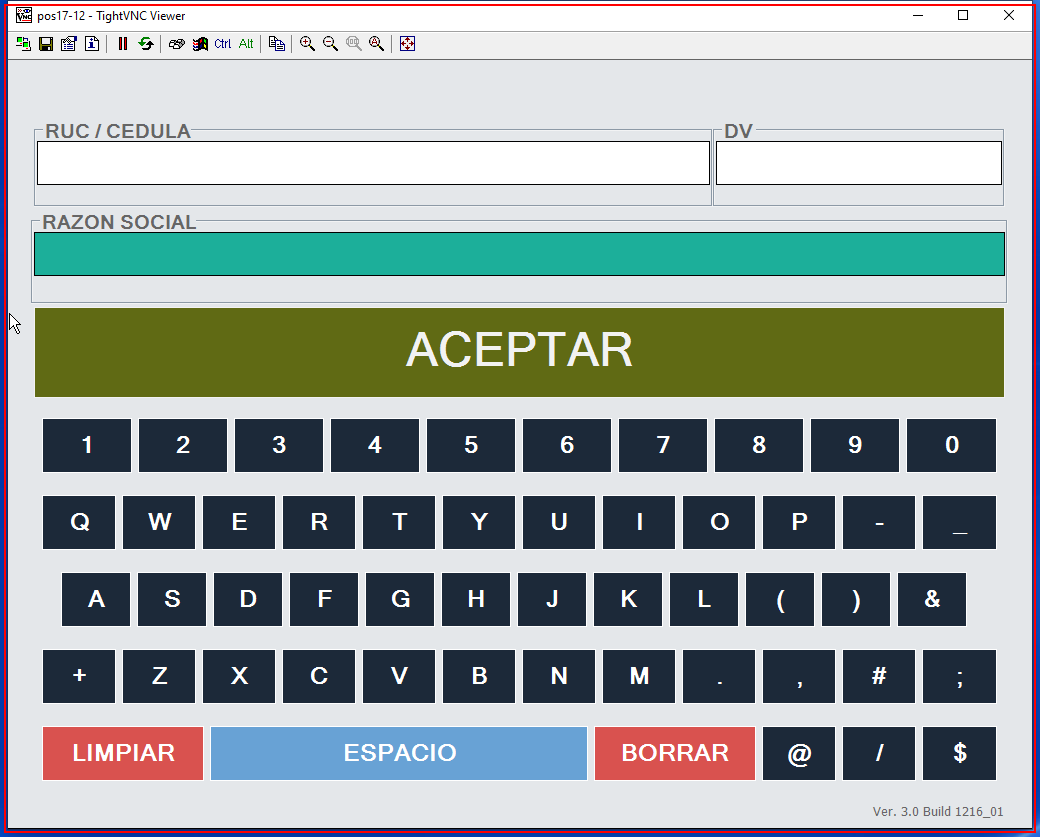 pos17-12 - TightVNC Viewer
Ctrl Alt
RUC / CEDULA DV
RAZON SOCIAL
ACEPTAR
1 2 3 4 5 6 7 8 9 0
Q W E R T Y U I O P - _
A S D F G H J K L ( ) &
+ Z X C V B N M . , # ;
LIMPIAR ESPACIO BORRAR @ / $
Ver. 3.0 Build 1216_01